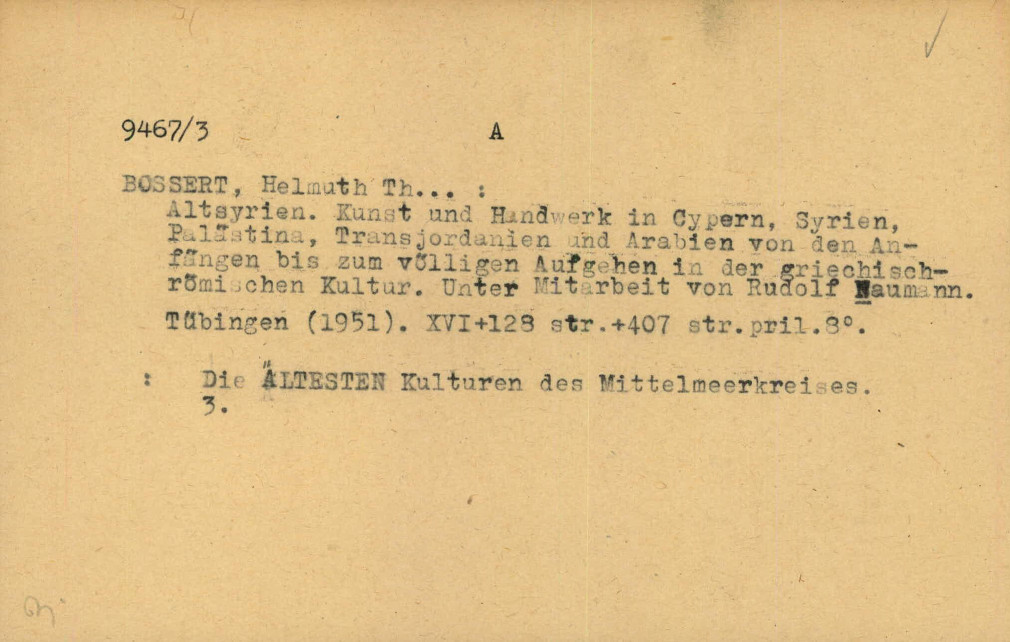 9467/3 A
BOSSERT, Helmuth Th... :
Altsyrien. Kunst und Handwerk in Cypern, Syrien,
Palästina, Transjordanien und Arabien von den An-
fängen bis zum völligen Aufgehen in der griechisch-
römischen Kultur. Unter Mitarbeit von Rudolf Naumann.
Tübingen (1951). XVI+128 str.+407 str.pril.8°.
: Die ÄLTESTEN Kulturen des Mittelmeerkreises.
3.